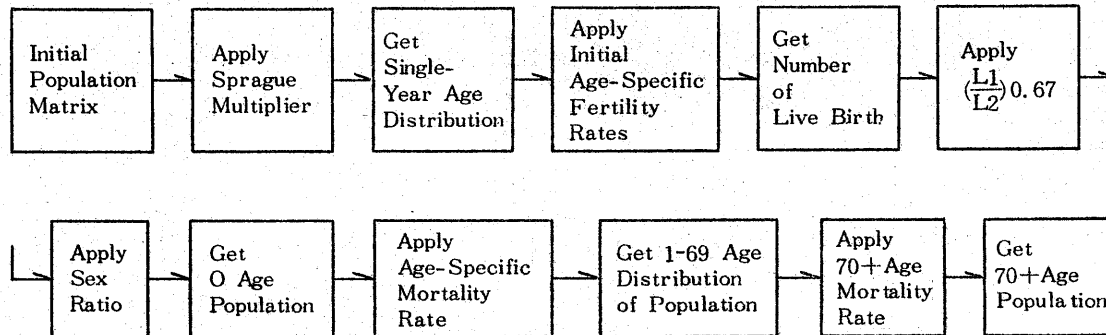 Initial
Population
Matrix
Apply
Sprague
Multiplier
Get
Single-
Year Age
Distribution
Apply
Initial
Age-Specific
Fertility
Rates
Get
Number
of
Live Birth
Apply
(L1/L2)0.67
Apply
Sex
Ratio
Get
O Age
Population
Apply
Age-Specific
Mortality
Rate
Get 1-69 Age
Distribution
of Population
Apply
70+Age
Mortality
Rate
Get
70+Age
Population